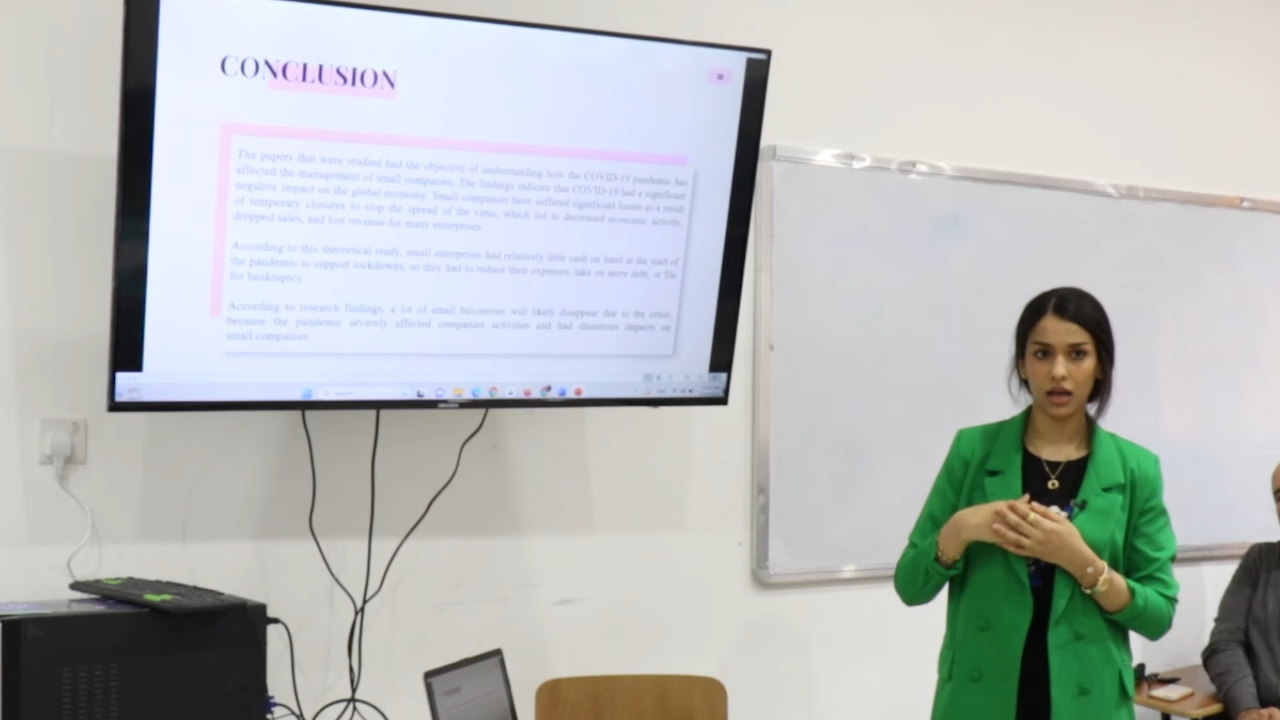 CONCLUSION
The papers that were studied had the objective of understanding how the COVID-19 pandemic has
affected the management of small companies. The findings indicate that COVID-19 had a significant
negative impact on the global economy. Small companies have suffered significant losses as a result
of temporary closures to stop the spread of the virus, which led to decreased economic activity,
dropped sales, and lost revenue for many enterprises.
According to this theoretical study, small enterprises had relatively little cash on hand at the start of
the pandemic to support lockdowns, so they had to reduce their expenses, take on more debt, or file
for bankruptcy.
According to research findings, a lot of small businesses will likely disappear due to the crisis,
because the pandemic severely affected companies activities and had disastrous impacts on
small companies.
Search